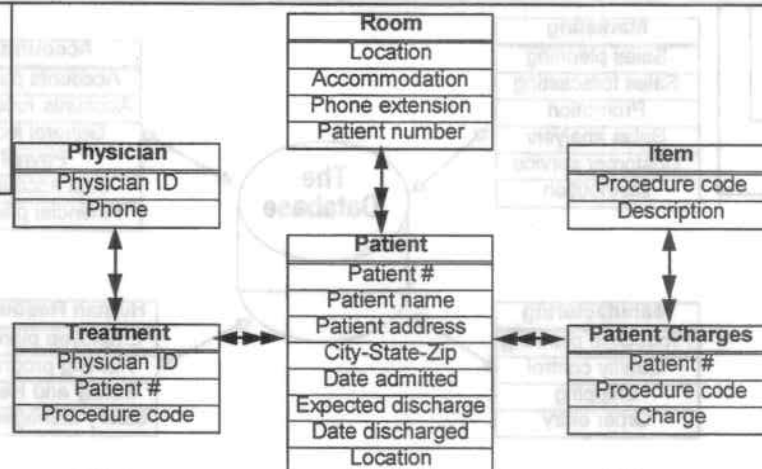 Room
Location
Accommodation
Phone extension
Patient number
Physician
Physician ID
Phone
Item
Procedure code
Description
Patient
Patient #
Patient name
Patient address
City-State-Zip
Date admitted
Expected discharge
Date discharged
Location
Treatment
Physician ID
Patient #
Procedure code
Patient Charges
Patient #
Procedure code
Charge